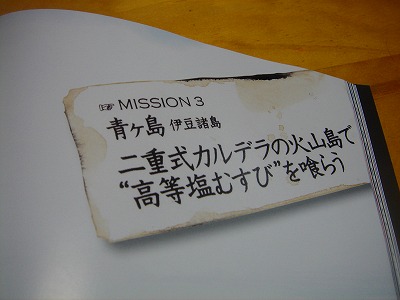 ☞ MISSION 3
青ヶ島 伊豆諸島
二重式カルデラの火山島で
“高等塩むすび”を喰らう